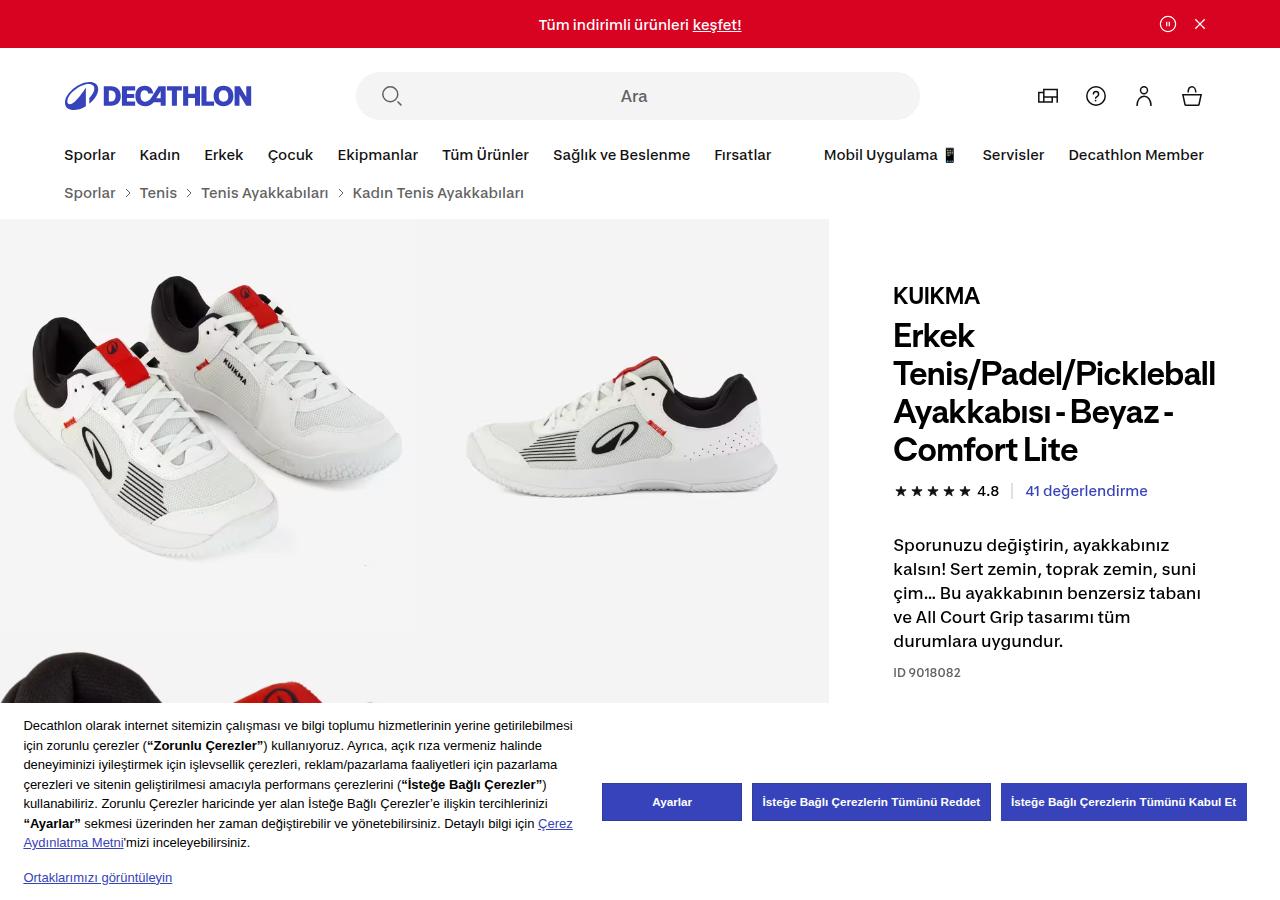 Tüm indirimli ürünleri keşfet!
DECATHLON
Ara
Sporlar
Kadın
Erkek
Çocuk
Ekipmanlar
Tüm Ürünler
Sağlık ve Beslenme
Fırsatlar
Mobil Uygulama 📱
Servisler
Decathlon Member
Sporlar
Tenis
Tenis Ayakkabıları
Kadın Tenis Ayakkabıları
KUIKMA
KUIKMA
Erkek
Tenis/Padel/Pickleball
Ayakkabısı - Beyaz -
Comfort Lite
4.8
41 değerlendirme
Sporunuzu değiştirin, ayakkabınız
kalsın! Sert zemin, toprak zemin, suni
çim... Bu ayakkabının benzersiz tabanı
ve All Court Grip tasarımı tüm
durumlara uygundur.
ID 9018082
Decathlon olarak internet sitemizin çalışması ve bilgi toplumu hizmetlerinin yerine getirilebilmesi
için zorunlu çerezler (“Zorunlu Çerezler”) kullanıyoruz. Ayrıca, açık rıza vermeniz halinde
deneyiminizi iyileştirmek için işlevsellik çerezleri, reklam/pazarlama faaliyetleri için pazarlama
çerezleri ve sitenin geliştirilmesi amacıyla performans çerezlerini (“İsteğe Bağlı Çerezler”)
kullanabiliriz. Zorunlu Çerezler haricinde yer alan İsteğe Bağlı Çerezler’e ilişkin tercihlerinizi
“Ayarlar” sekmesi üzerinden her zaman değiştirebilir ve yönetebilirsiniz. Detaylı bilgi için Çerez
Aydınlatma Metni'mizi inceleyebilirsiniz.
Ortaklarımızı görüntüleyin
Ayarlar
İsteğe Bağlı Çerezlerin Tümünü Reddet
İsteğe Bağlı Çerezlerin Tümünü Kabul Et